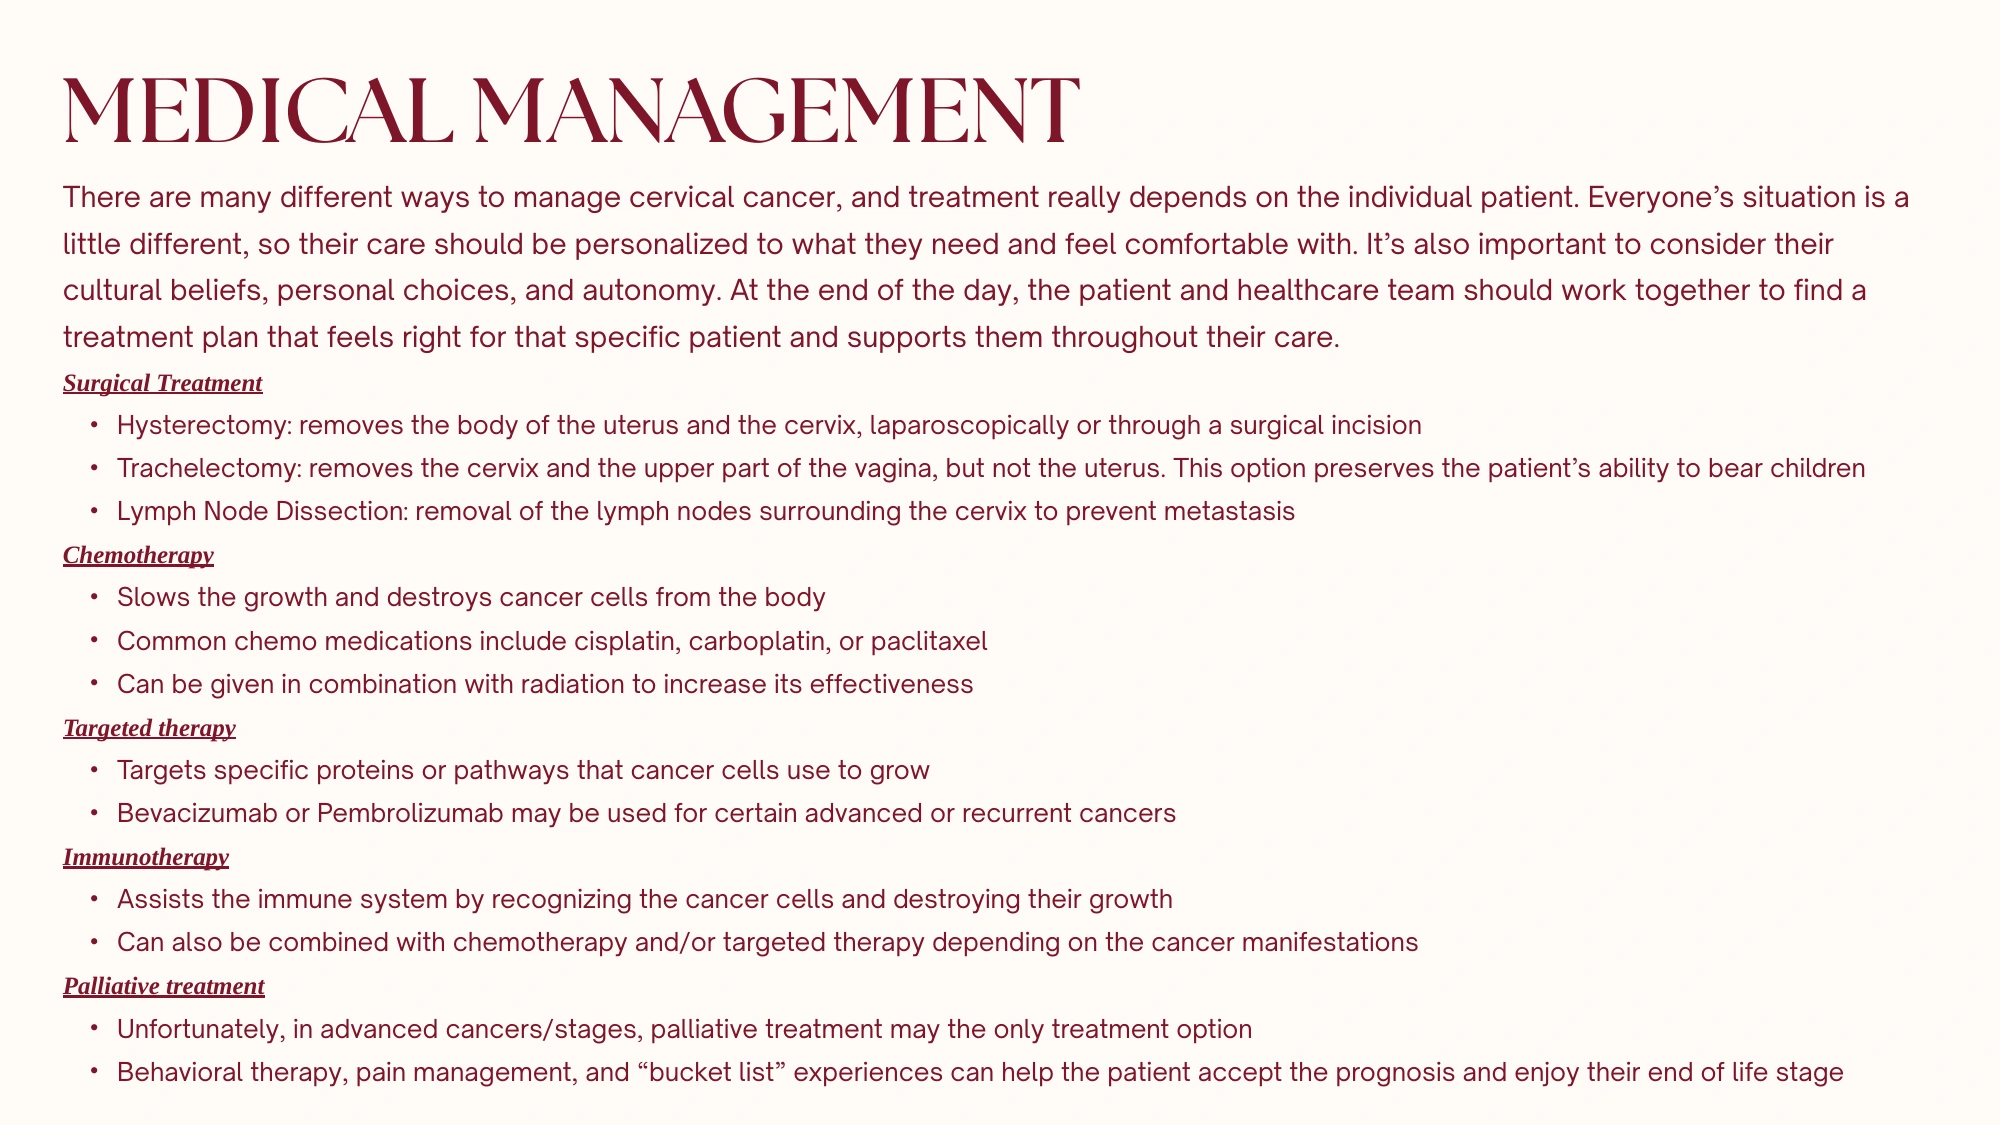 MEDICAL MANAGEMENT
There are many different ways to manage cervical cancer, and treatment really depends on the individual patient. Everyone’s situation is a
little different, so their care should be personalized to what they need and feel comfortable with. It’s also important to consider their
cultural beliefs, personal choices, and autonomy. At the end of the day, the patient and healthcare team should work together to find a
treatment plan that feels right for that specific patient and supports them throughout their care.
Surgical Treatment
• Hysterectomy: removes the body of the uterus and the cervix, laparoscopically or through a surgical incision
• Trachelectomy: removes the cervix and the upper part of the vagina, but not the uterus. This option preserves the patient’s ability to bear children
• Lymph Node Dissection: removal of the lymph nodes surrounding the cervix to prevent metastasis
Chemotherapy
• Slows the growth and destroys cancer cells from the body
• Common chemo medications include cisplatin, carboplatin, or paclitaxel
• Can be given in combination with radiation to increase its effectiveness
Targeted therapy
• Targets specific proteins or pathways that cancer cells use to grow
• Bevacizumab or Pembrolizumab may be used for certain advanced or recurrent cancers
Immunotherapy
• Assists the immune system by recognizing the cancer cells and destroying their growth
• Can also be combined with chemotherapy and/or targeted therapy depending on the cancer manifestations
Palliative treatment
• Unfortunately, in advanced cancers/stages, palliative treatment may the only treatment option
• Behavioral therapy, pain management, and “bucket list” experiences can help the patient accept the prognosis and enjoy their end of life stage